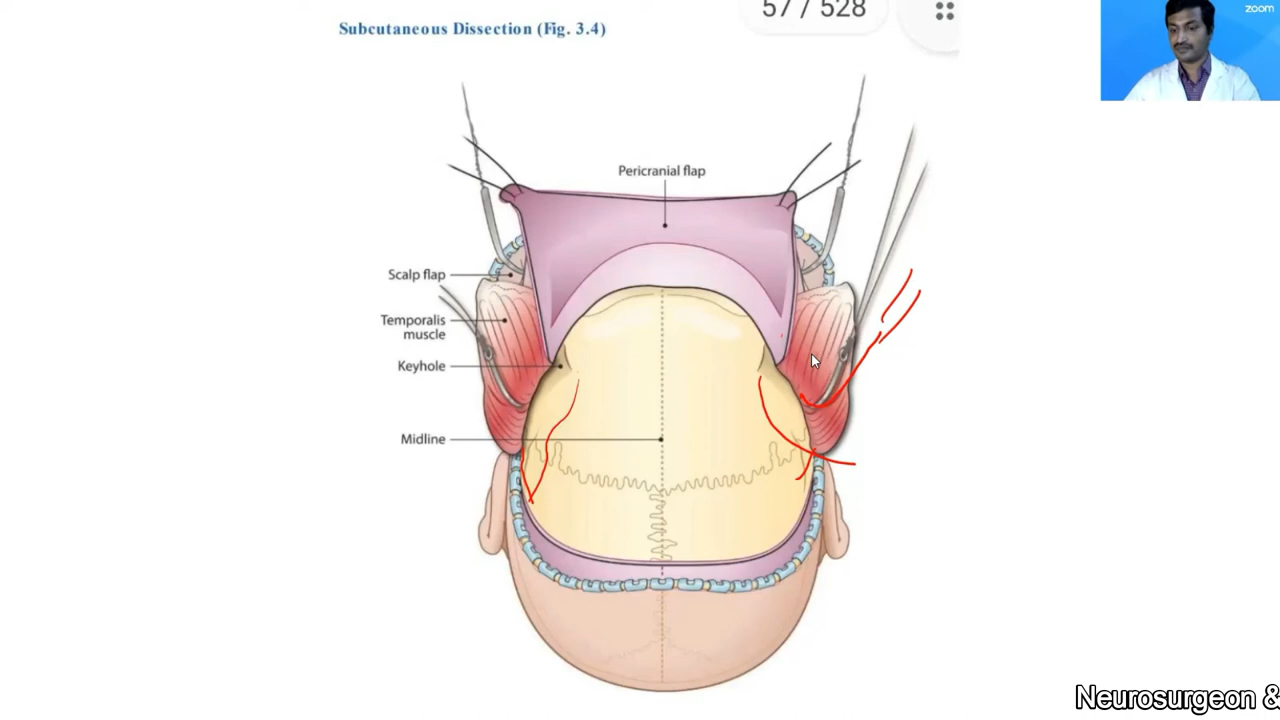 57 / 528
zoom
Subcutaneous Dissection (Fig. 3.4)
Pericranial flap
Scalp flap
Temporalis
muscle
Keyhole
Midline
Neurosurgeon &